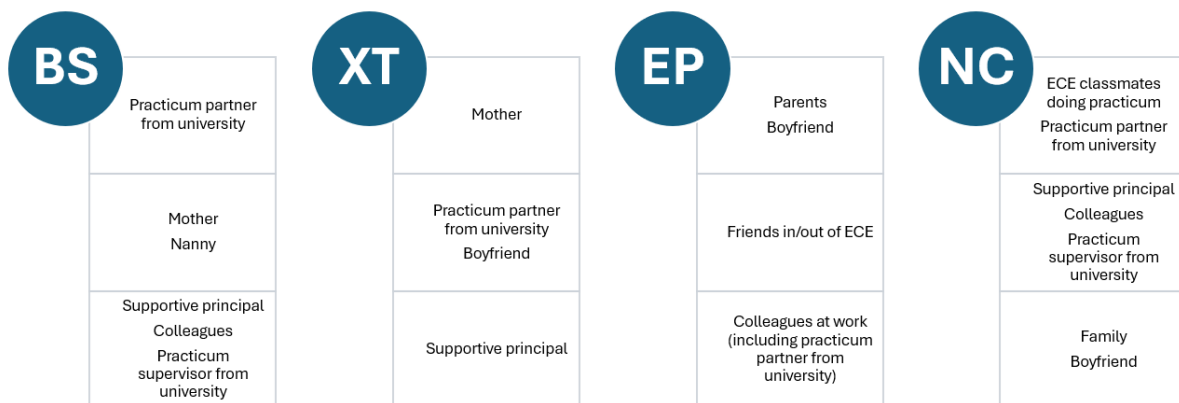 BS
Practicum partner
from university
Mother
Nanny
Supportive principal
Colleagues
Practicum
supervisor from
university
XT
Mother
Practicum partner
from university
Boyfriend
Supportive principal
EP
Parents
Boyfriend
Friends in/out of ECE
Colleagues at work
(including practicum
partner from
university)
NC
ECE classmates
doing practicum
Practicum partner
from university
Supportive principal
Colleagues
Practicum
supervisor from
university
Family
Boyfriend